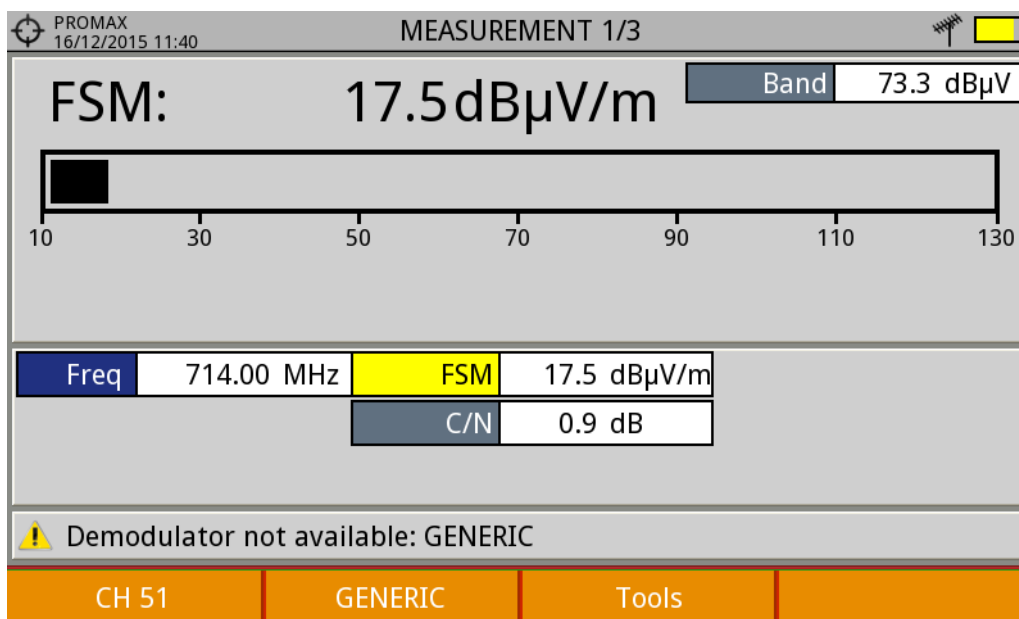 PROMAX
16/12/2015 11:40
MEASUREMENT 1/3
FSM: 17.5 dBµV/m
Band 73.3 dBµV
10 30 50 70 90 110 130
Freq 714.00 MHz FSM 17.5 dBµV/m
C/N 0.9 dB
Demodulator not available: GENERIC
CH 51 GENERIC Tools